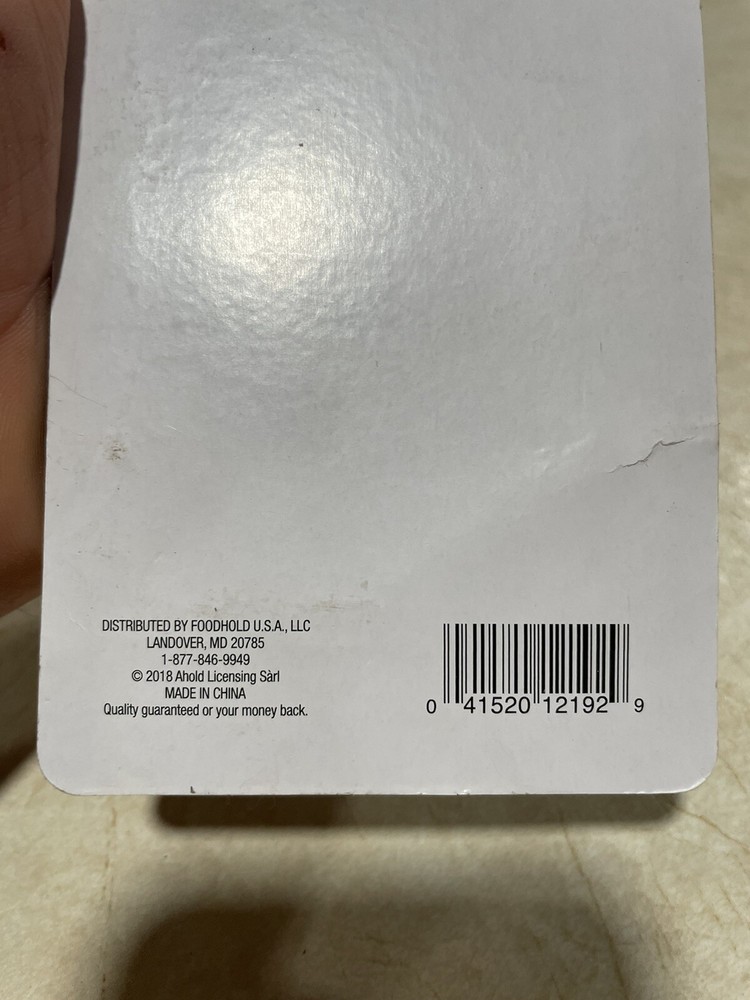 DISTRIBUTED BY FOODHOLD U.S.A., LLC
LANDOVER, MD 20785
1-877-846-9949
© 2018 Ahold Licensing Sàrl
MADE IN CHINA
Quality guaranteed or your money back.
0 41520 12192 9